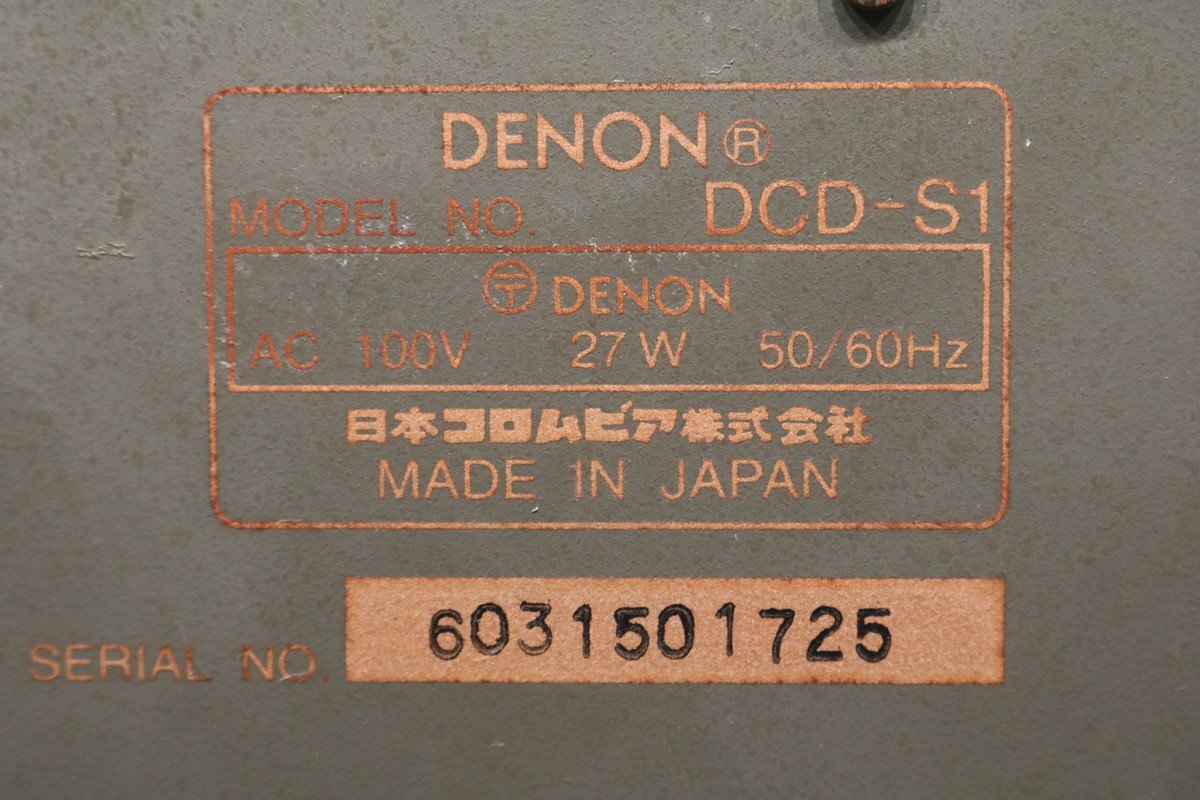 DENON®
MODEL NO. DCD-S1
〶 DENON
AC 100V 27W 50/60Hz
日本コロムビア株式会社
MADE IN JAPAN
SERIAL NO. 6031501725